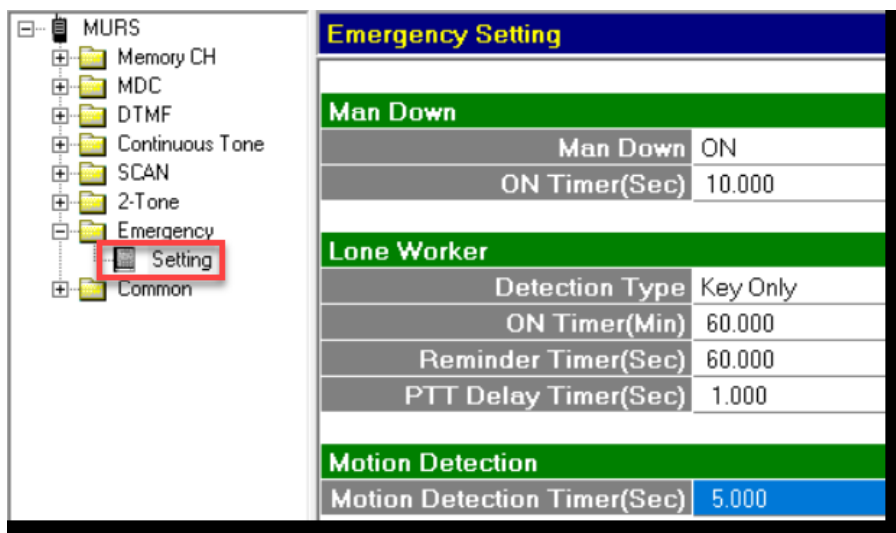 MURS
Memory CH
MDC
DTMF
Continuous Tone
SCAN
2-Tone
Emergency
Setting
Common
Emergency Setting
Man Down
Man Down ON
ON Timer(Sec) 10.000
Lone Worker
Detection Type Key Only
ON Timer(Min) 60.000
Reminder Timer(Sec) 60.000
PTT Delay Timer(Sec) 1.000
Motion Detection
Motion Detection Timer(Sec) 5.000